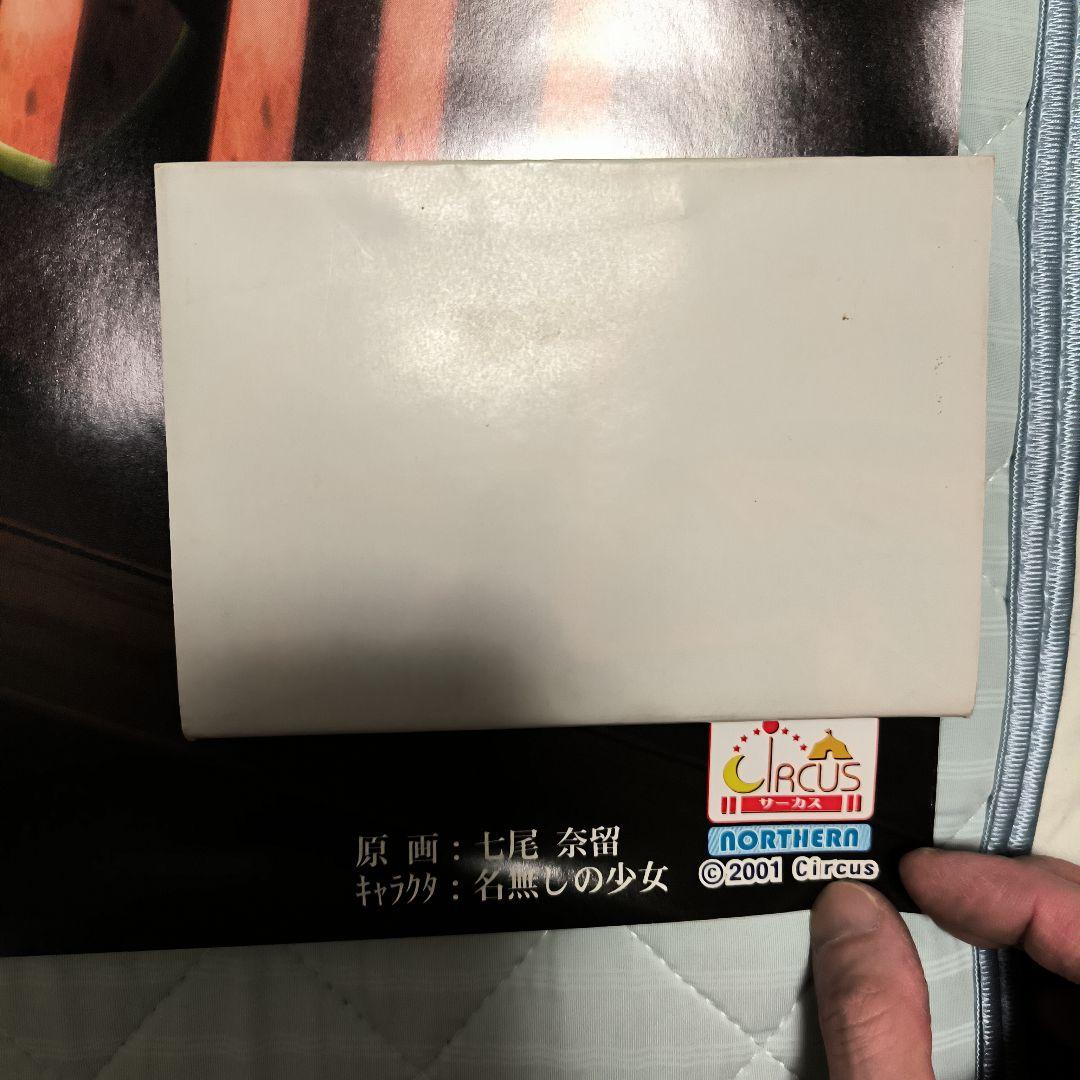 CIRCUS
サーカス
NORTHERN
©2001 Circus
原 画：七尾 奈留
キャラクタ：名無しの少女